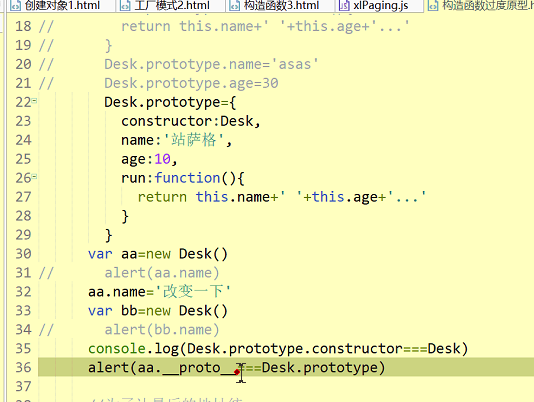 创建对象1.html 工厂模式2.html 构造函数3.html xlPaging.js 构造函数过度原型.h
18 // return this.name+' '+this.age+'...'
19 // }
20 // Desk.prototype.name='asas'
21 // Desk.prototype.age=30
22 Desk.prototype={
23 constructor:Desk,
24 name:'站萨格',
25 age:10,
26 run:function(){
27 return this.name+' '+this.age+'...'
28 }
29 }
30 var aa=new Desk()
31 // alert(aa.name)
32 aa.name='改变一下'
33 var bb=new Desk()
34 // alert(bb.name)
35 console.log(Desk.prototype.constructor===Desk)
36 alert(aa.__proto__===Desk.prototype)
37